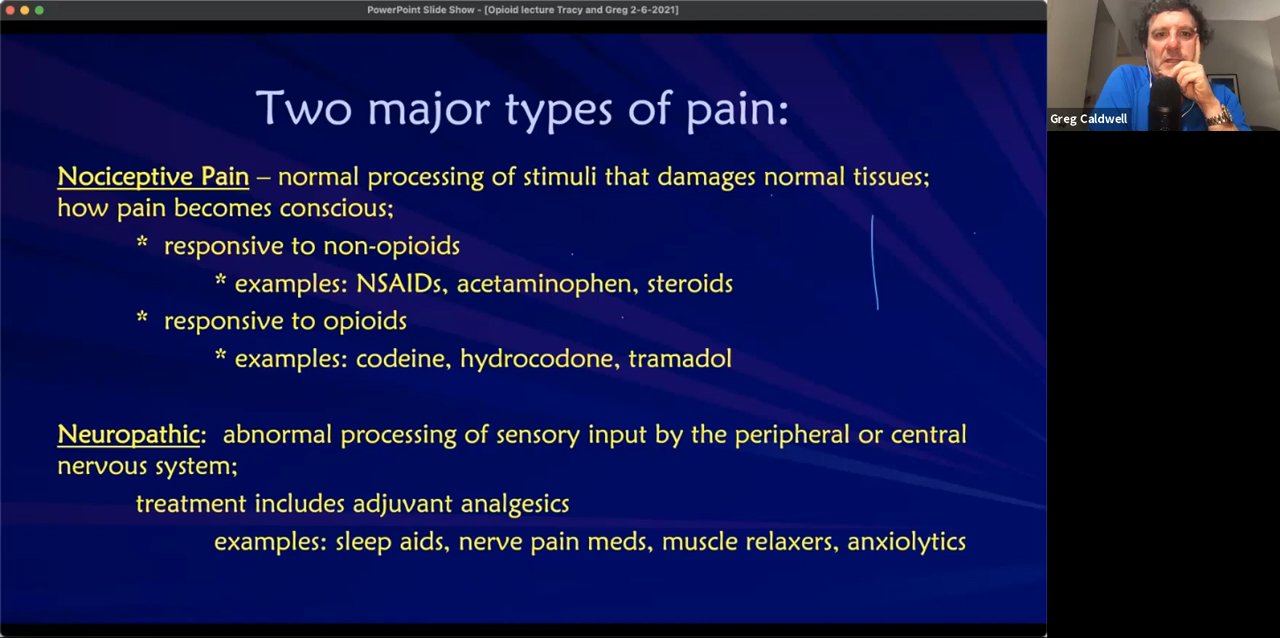 PowerPoint Slide Show - [Opioid lecture Tracy and Greg 2-6-2021]
Greg Caldwell
Two major types of pain:
Nociceptive Pain – normal processing of stimuli that damages normal tissues;
how pain becomes conscious;
* responsive to non-opioids
* examples: NSAIDs, acetaminophen, steroids
* responsive to opioids
* examples: codeine, hydrocodone, tramadol
Neuropathic: abnormal processing of sensory input by the peripheral or central
nervous system;
treatment includes adjuvant analgesics
examples: sleep aids, nerve pain meds, muscle relaxers, anxiolytics